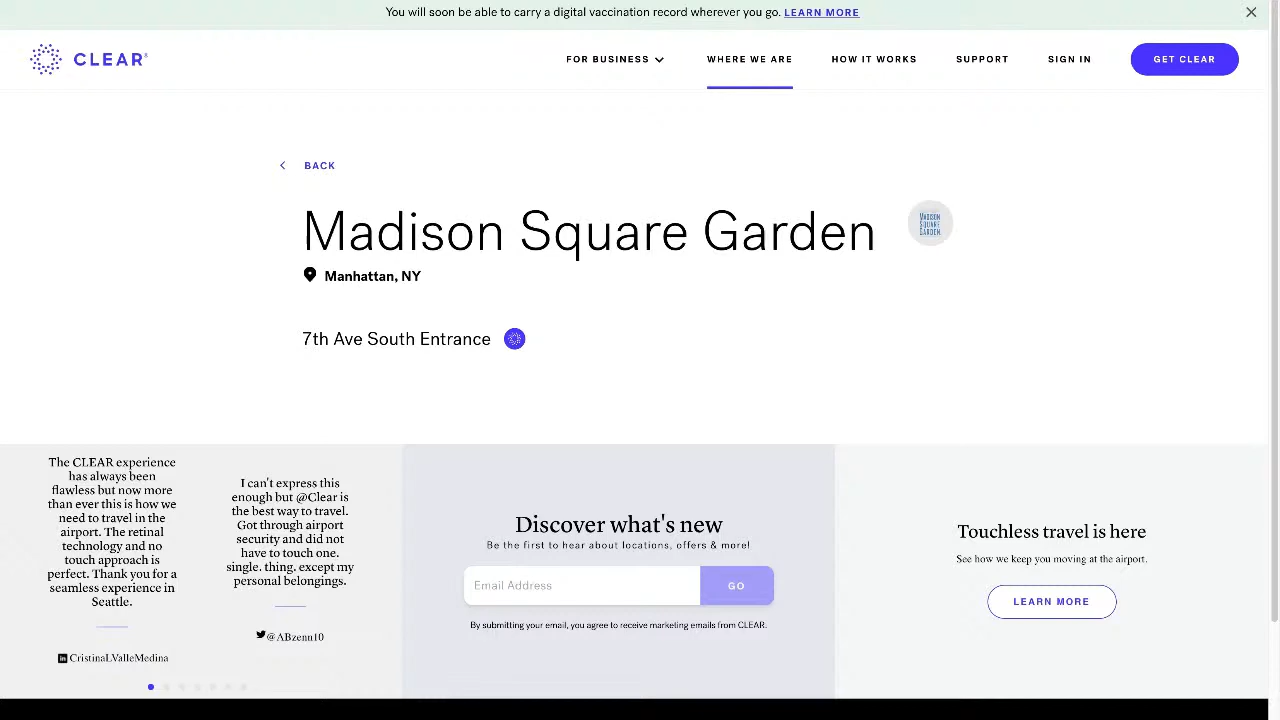 You will soon be able to carry a digital vaccination record wherever you go. LEARN MORE
CLEAR®
FOR BUSINESS
WHERE WE ARE
HOW IT WORKS
SUPPORT
SIGN IN
GET CLEAR
BACK
Madison Square Garden
MADISON
SQUARE
GARDEN
Manhattan, NY
7th Ave South Entrance
The CLEAR experience
has always been
flawless but now more
than ever this is how we
need to travel in the
airport. The retinal
technology and no
touch approach is
perfect. Thank you for a
seamless experience in
Seattle.
CristinaLValleMedina
I can't express this
enough but @Clear is
the best way to travel.
Got through airport
security and did not
have to touch one.
single. thing. except my
personal belongings.
@ABzenn10
Discover what's new
Be the first to hear about locations, offers & more!
Email Address
GO
By submitting your email, you agree to receive marketing emails from CLEAR.
Touchless travel is here
See how we keep you moving at the airport.
LEARN MORE